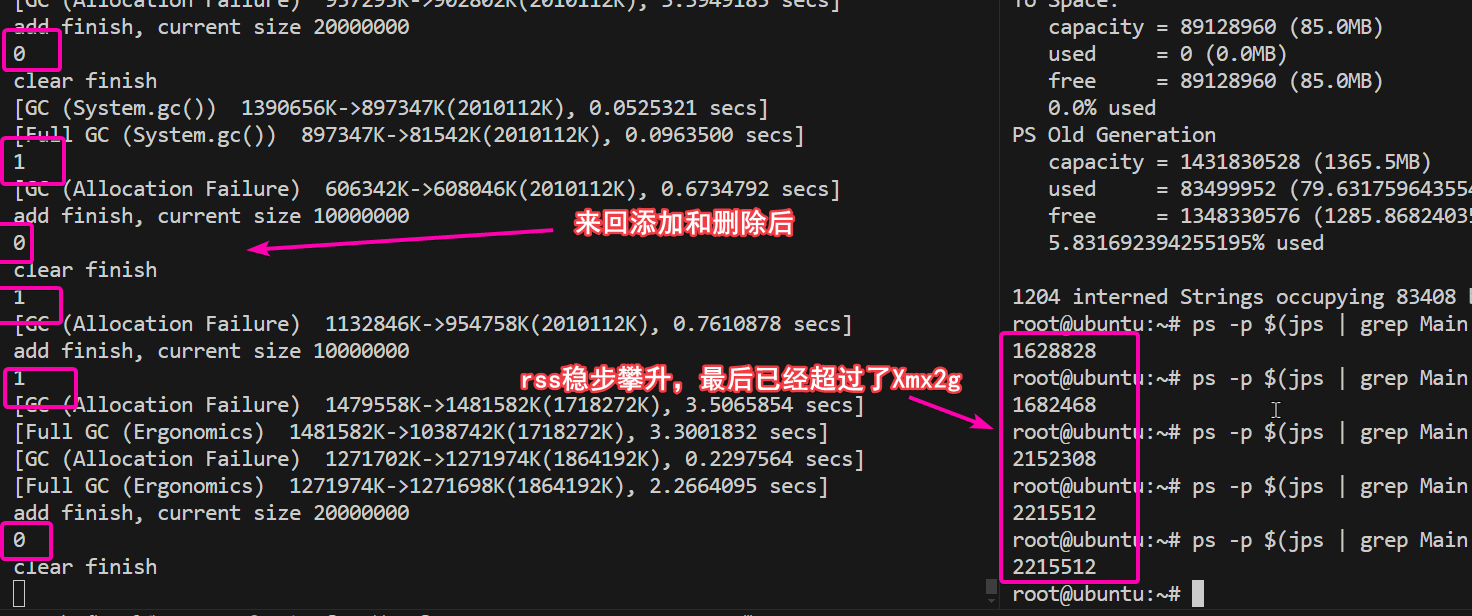 [GC (Allocation Failure)  957295K->902802K(2010112K), 3.5949185 secs]
add finish, current size 20000000
0
clear finish
[GC (System.gc())  1390656K->897347K(2010112K), 0.0525321 secs]
[Full GC (System.gc())  897347K->81542K(2010112K), 0.0963500 secs]
1
[GC (Allocation Failure)  606342K->608046K(2010112K), 0.6734792 secs]
add finish, current size 10000000
0
clear finish
1
[GC (Allocation Failure)  1132846K->954758K(2010112K), 0.7610878 secs]
add finish, current size 10000000
1
[GC (Allocation Failure)  1479558K->1481582K(1718272K), 3.5065854 secs]
[Full GC (Ergonomics)  1481582K->1038742K(1718272K), 3.3001832 secs]
[GC (Allocation Failure)  1271702K->1271974K(1864192K), 0.2297564 secs]
[Full GC (Ergonomics)  1271974K->1271698K(1864192K), 2.2664095 secs]
add finish, current size 20000000
0
clear finish
来回添加和删除后
rss稳步攀升，最后已经超过了Xmx2g
To Space:
capacity = 89128960 (85.0MB)
used     = 0 (0.0MB)
free     = 89128960 (85.0MB)
0.0% used
PS Old Generation
capacity = 1431830528 (1365.5MB)
used     = 83499952 (79.631759643554
free     = 1348330576 (1285.86824035
5.831692394255195% used
1204 interned Strings occupying 83408
root@ubuntu:~# ps -p $(jps | grep Main
1628828
root@ubuntu:~# ps -p $(jps | grep Main
1682468
root@ubuntu:~# ps -p $(jps | grep Main
2152308
root@ubuntu:~# ps -p $(jps | grep Main
2215512
root@ubuntu:~# ps -p $(jps | grep Main
2215512
root@ubuntu:~#